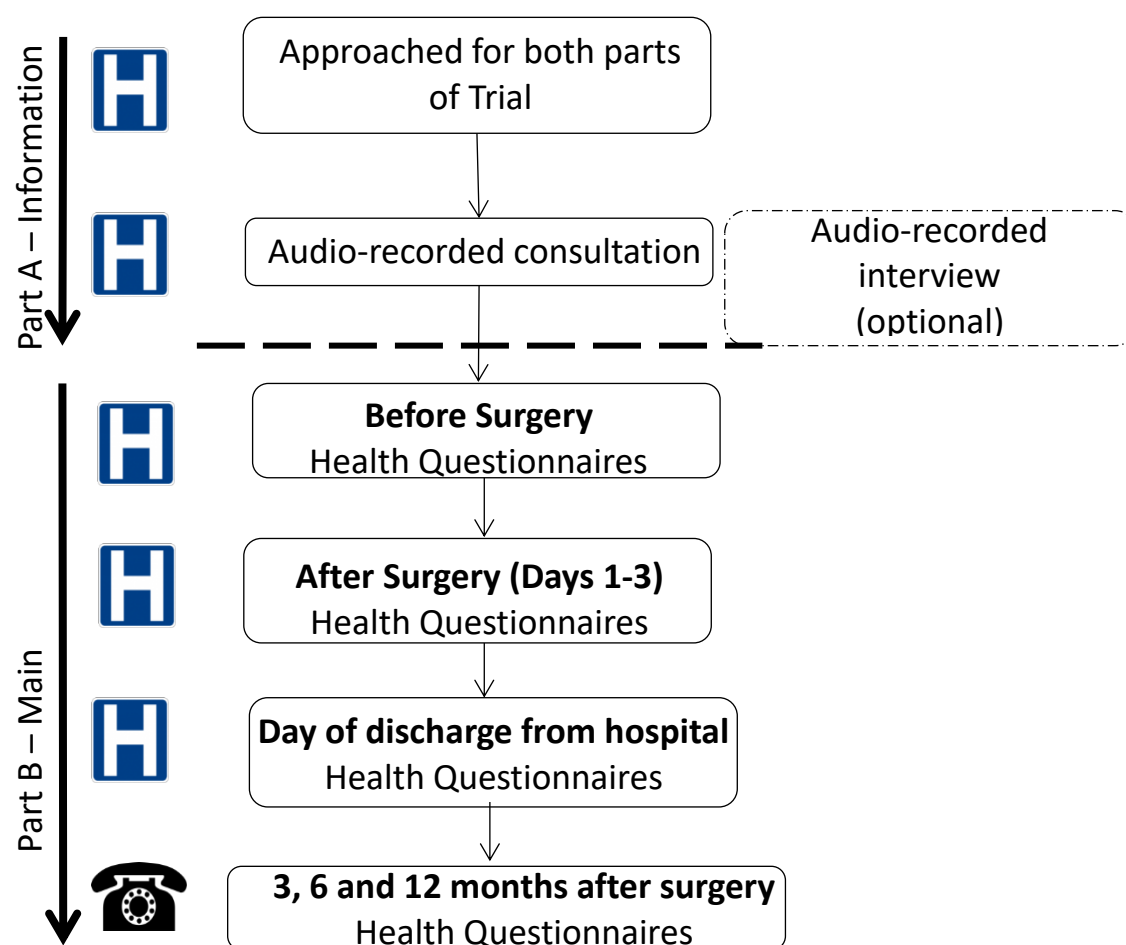 Part A – Information
H
Approached for both parts
of Trial
H
Audio-recorded consultation
Audio-recorded
interview
(optional)
Part B – Main
H
Before Surgery
Health Questionnaires
H
After Surgery (Days 1-3)
Health Questionnaires
H
Day of discharge from hospital
Health Questionnaires
3, 6 and 12 months after surgery
Health Questionnaires